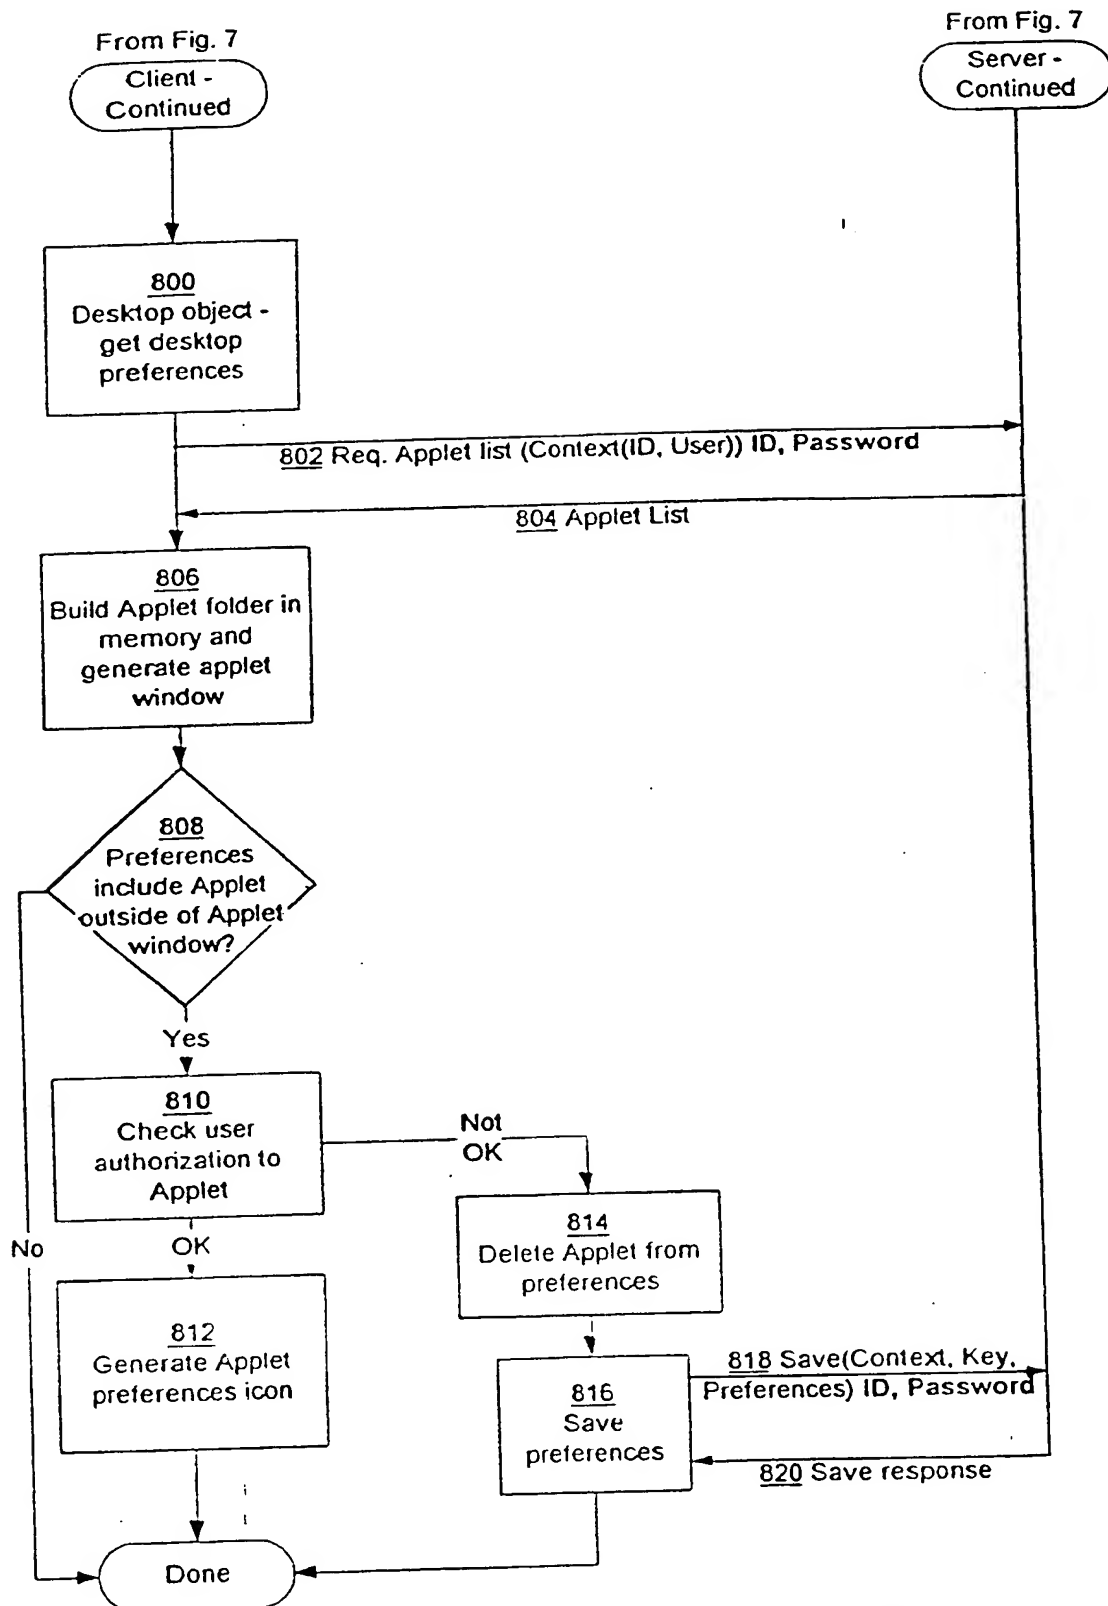 From Fig. 7
Client -
Continued
From Fig. 7
Server -
Continued
800
Desktop object -
get desktop
preferences
802 Req. Applet list (Context(ID, User)) ID, Password
804 Applet List
806
Build Applet folder in
memory and
generate applet
window
808
Preferences
include Applet
outside of Applet
window?
Yes
No
810
Check user
authorization to
Applet
Not
OK
OK
814
Delete Applet from
preferences
812
Generate Applet
preferences icon
816
Save
preferences
818 Save(Context, Key,
Preferences) ID, Password
820 Save response
Done